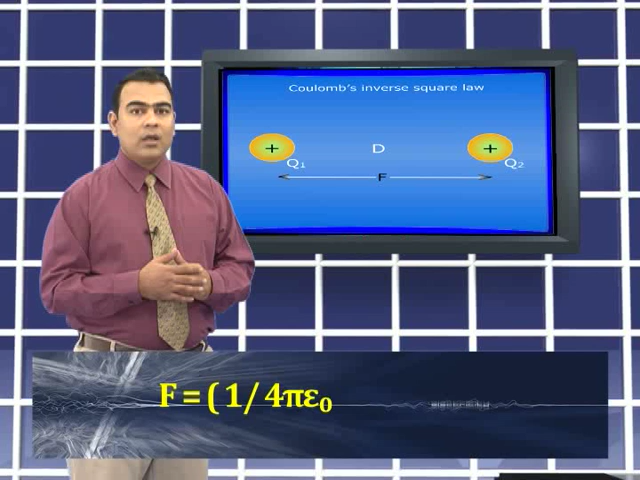 Coulomb's inverse square law
+ D +
Q₁ Q₂
F
F = ( 1 / 4πε₀